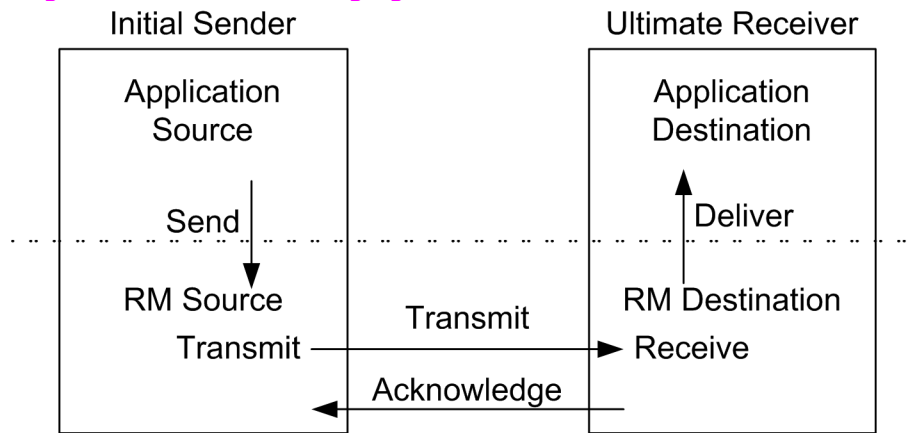 Initial Sender
Ultimate Receiver
Application
Source
Application
Destination
Send
Deliver
RM Source
RM Destination
Transmit
Transmit
Receive
Acknowledge